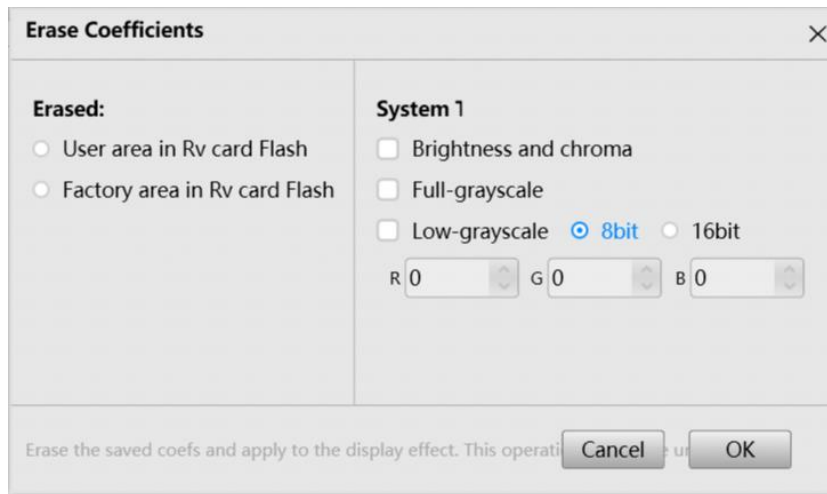 Erase Coefficients
Erased:
User area in Rv card Flash
Factory area in Rv card Flash
System 1
Brightness and chroma
Full-grayscale
Low-grayscale 8bit 16bit
R 0 G 0 B 0
Erase the saved coefs and apply to the display effect. This
Cancel OK